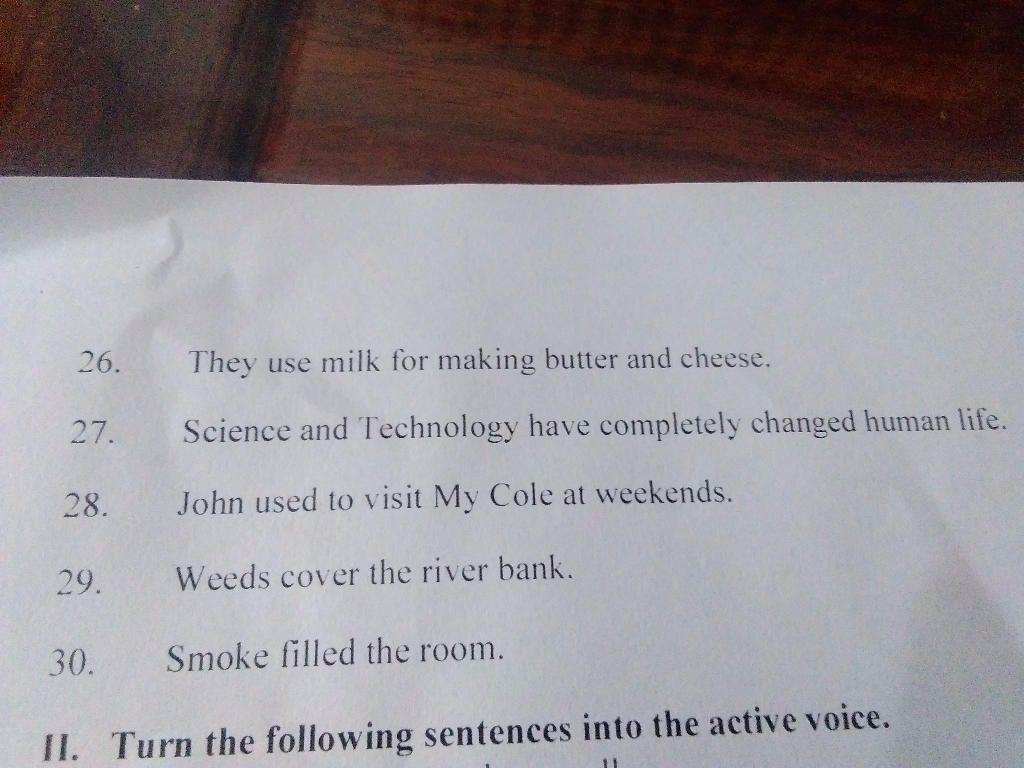 26. They use milk for making butter and cheese.
27. Science and Technology have completely changed human life.
28. John used to visit My Cole at weekends.
29. Weeds cover the river bank.
30. Smoke filled the room.
II. Turn the following sentences into the active voice.